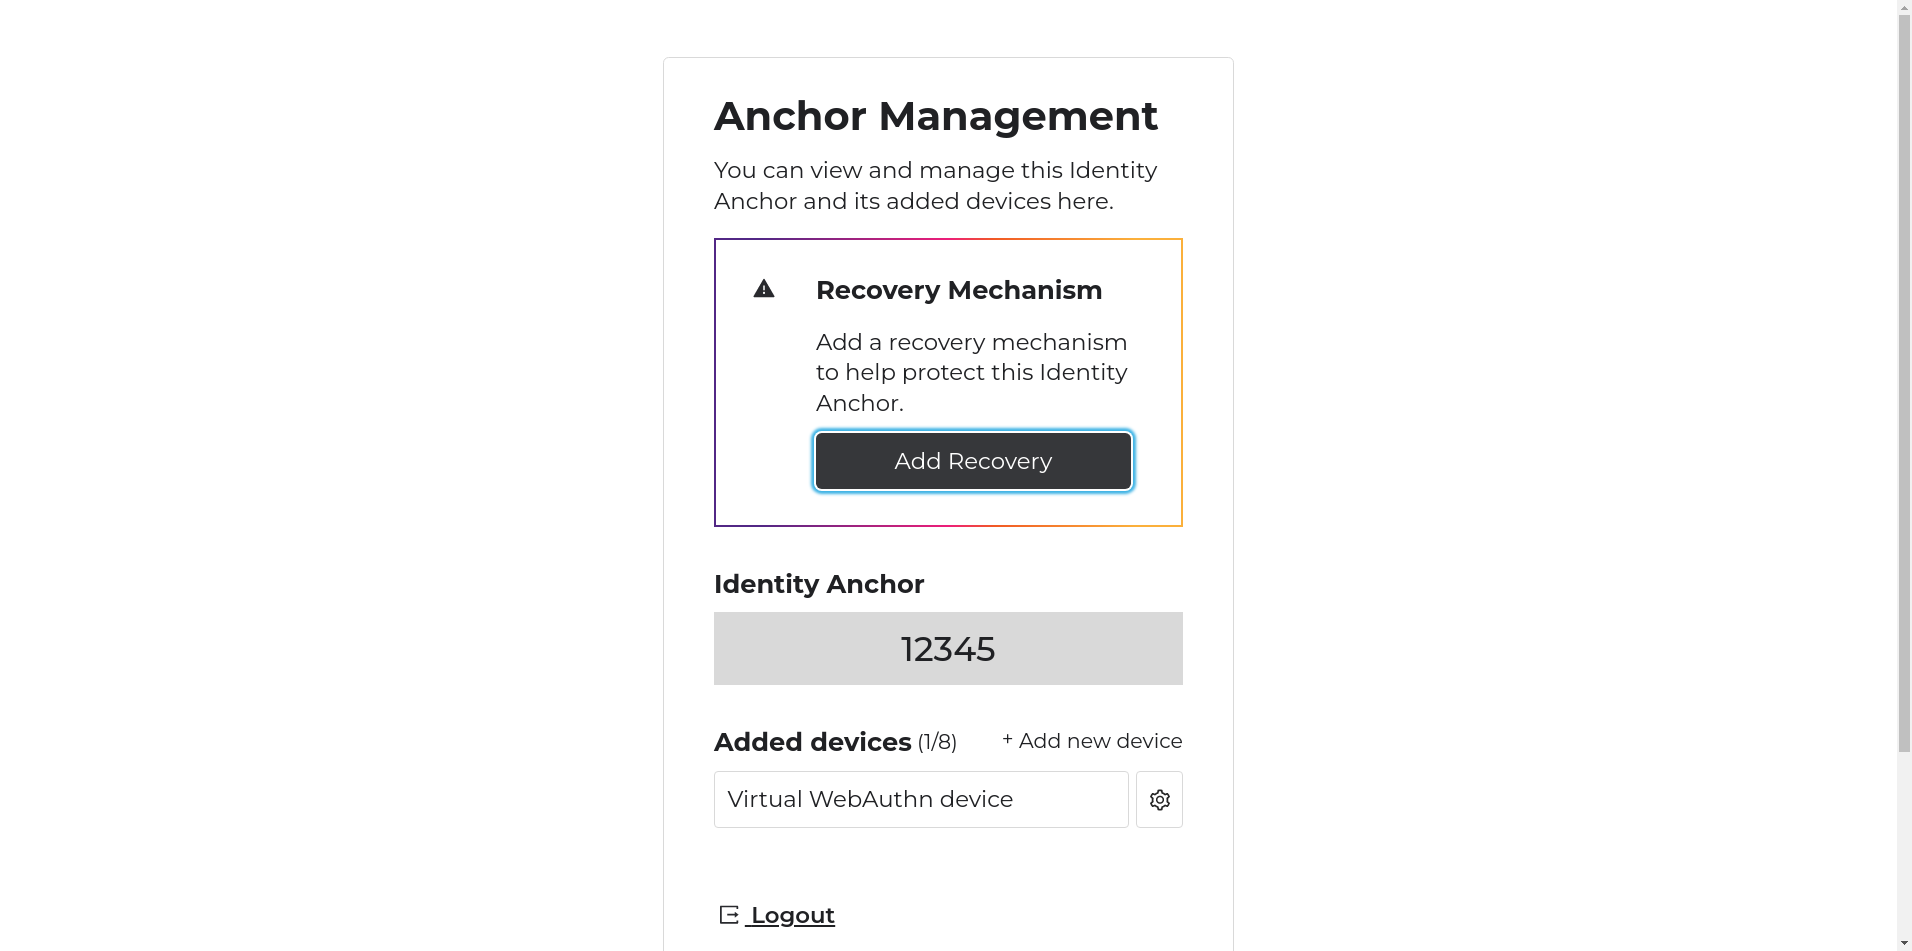 Anchor Management
You can view and manage this Identity
Anchor and its added devices here.
Recovery Mechanism
Add a recovery mechanism
to help protect this Identity
Anchor.
Add Recovery
Identity Anchor
12345
Added devices (1/8) + Add new device
Virtual WebAuthn device
Logout